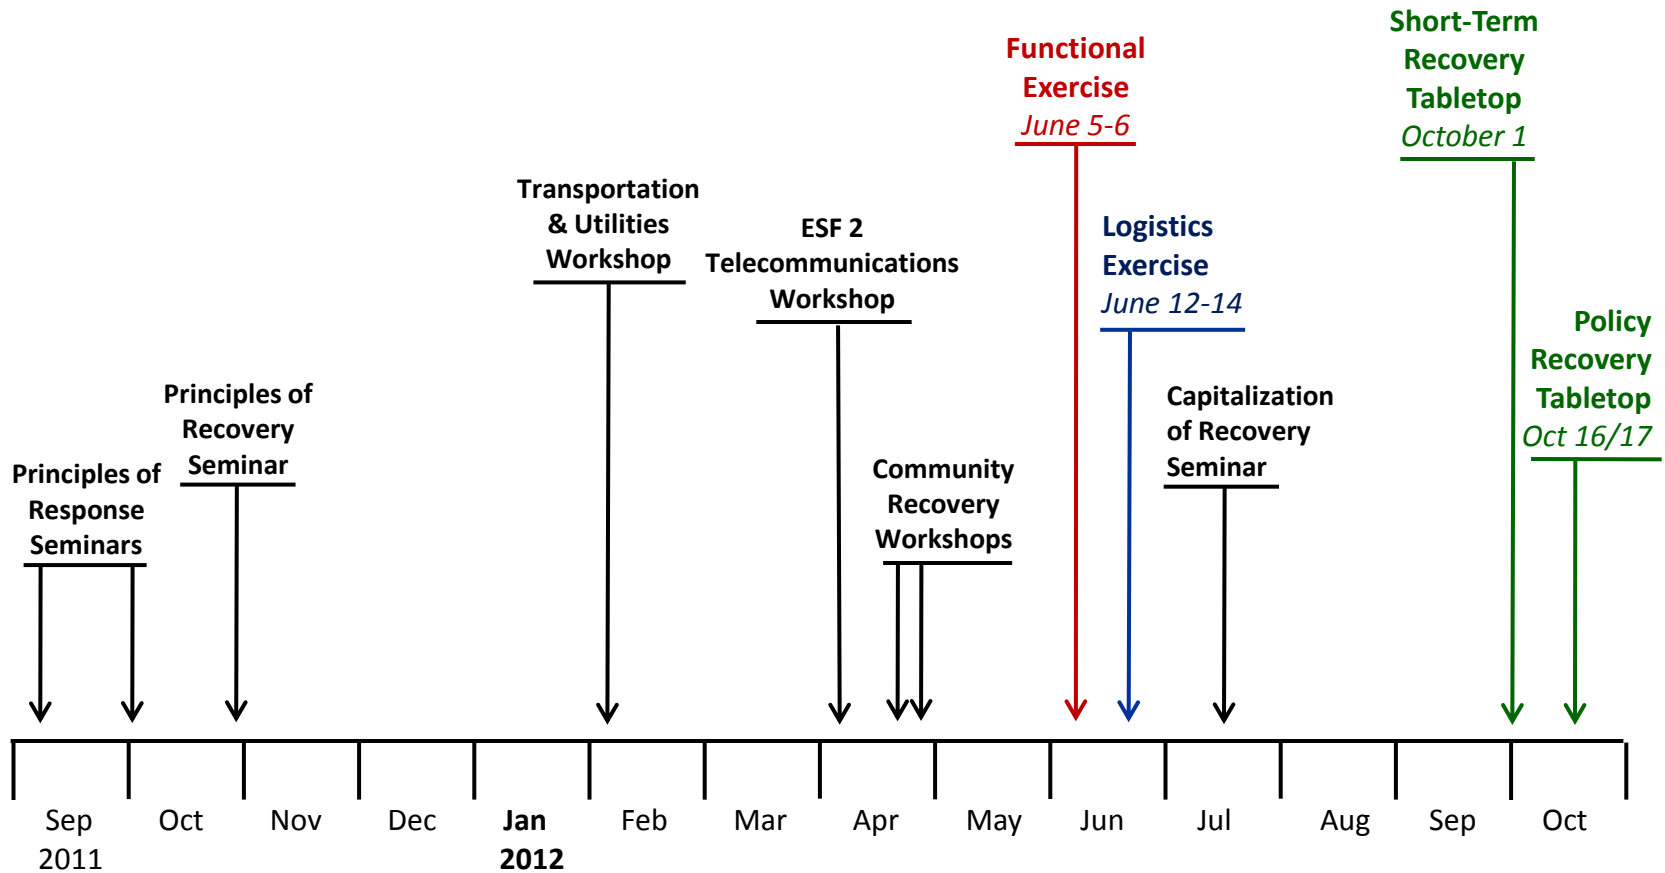 Principles of
Response
Seminars
Principles of
Recovery
Seminar
Transportation
& Utilities
Workshop
ESF 2
Telecommunications
Workshop
Community
Recovery
Workshops
Functional
Exercise
June 5-6
Logistics
Exercise
June 12-14
Capitalization
of Recovery
Seminar
Short-Term
Recovery
Tabletop
October 1
Policy
Recovery
Tabletop
Oct 16/17
Sep
2011
Oct
Nov
Dec
Jan
2012
Feb
Mar
Apr
May
Jun
Jul
Aug
Sep
Oct